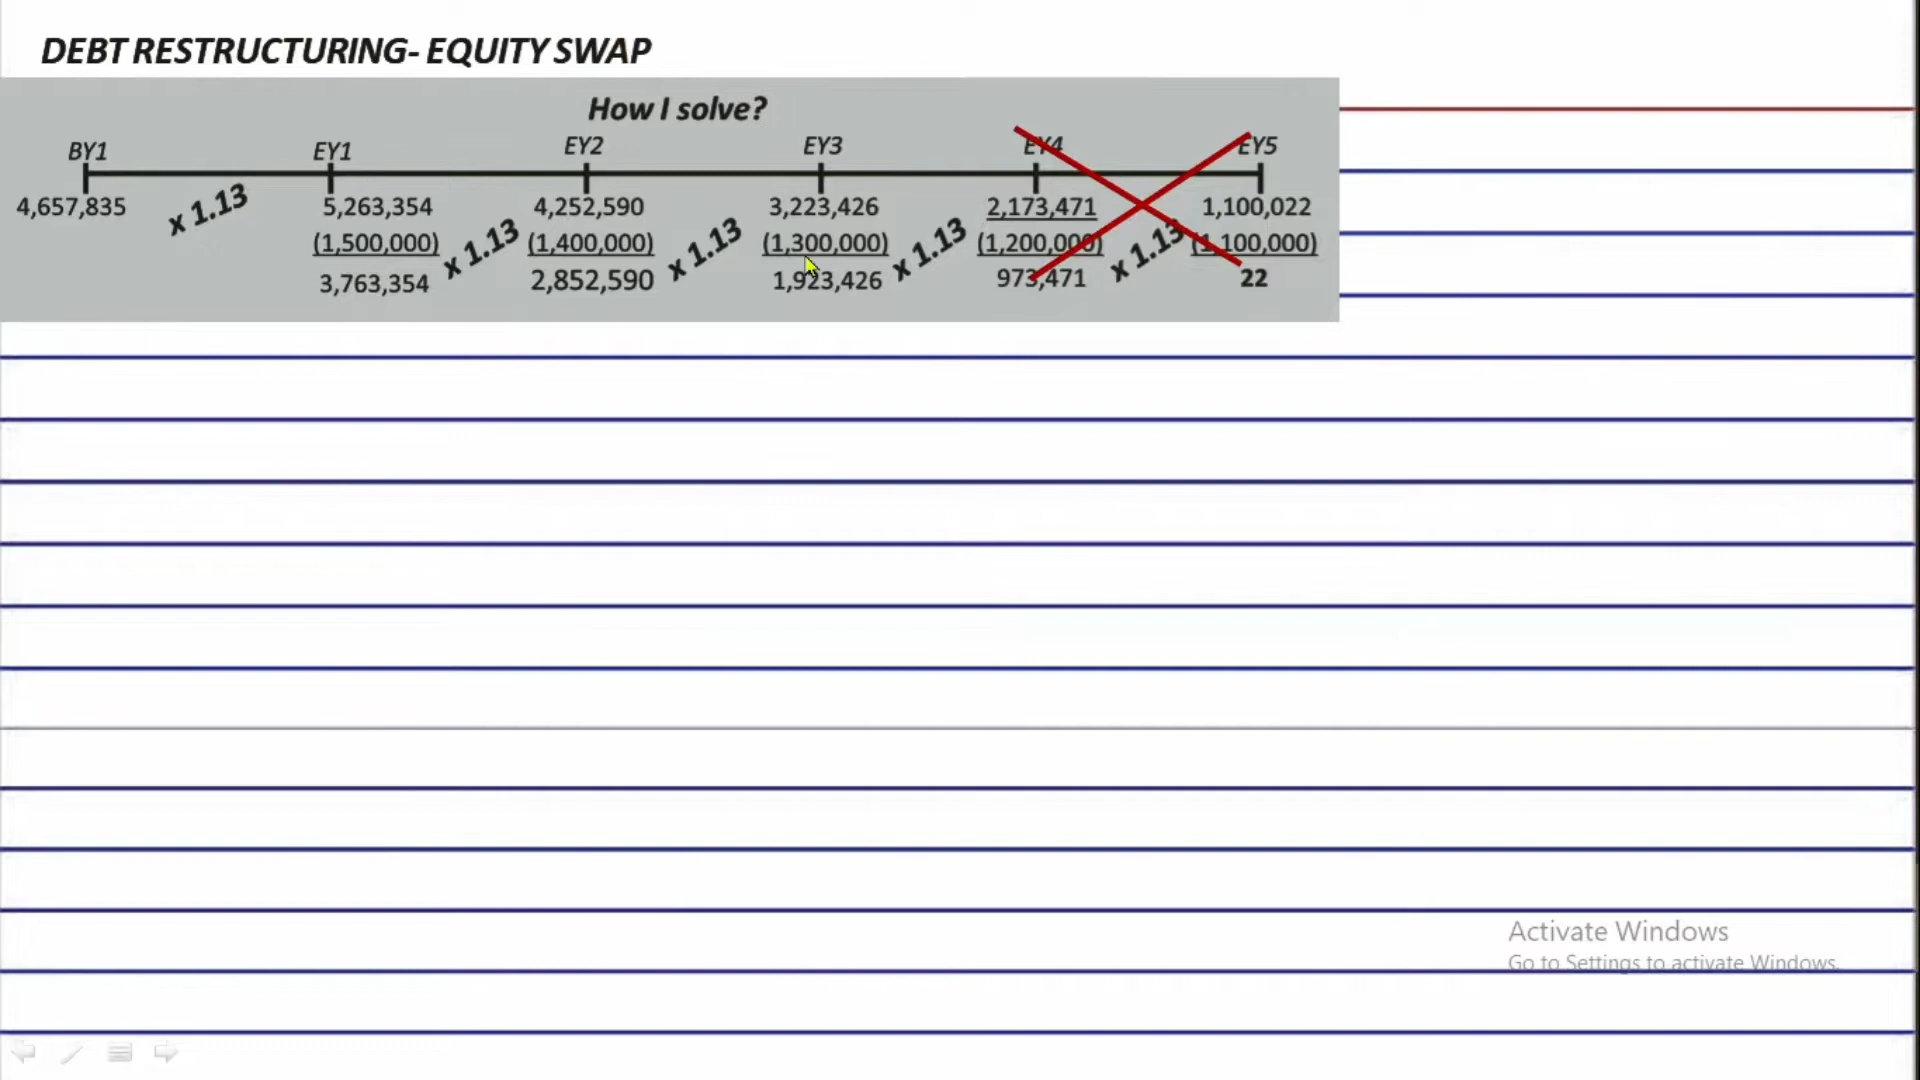 DEBT RESTRUCTURING- EQUITY SWAP
How I solve?
BY1 EY1 EY2 EY3 EY4 EY5
4,657,835 x 1.13 5,263,354 4,252,590 3,223,426 2,173,471 1,100,022
(1,500,000) x 1.13 (1,400,000) x 1.13 (1,300,000) x 1.13 (1,200,000) x 1.13 (1,100,000)
3,763,354 2,852,590 1,923,426 973,471 22
Activate Windows
Go to Settings to activate Windows.